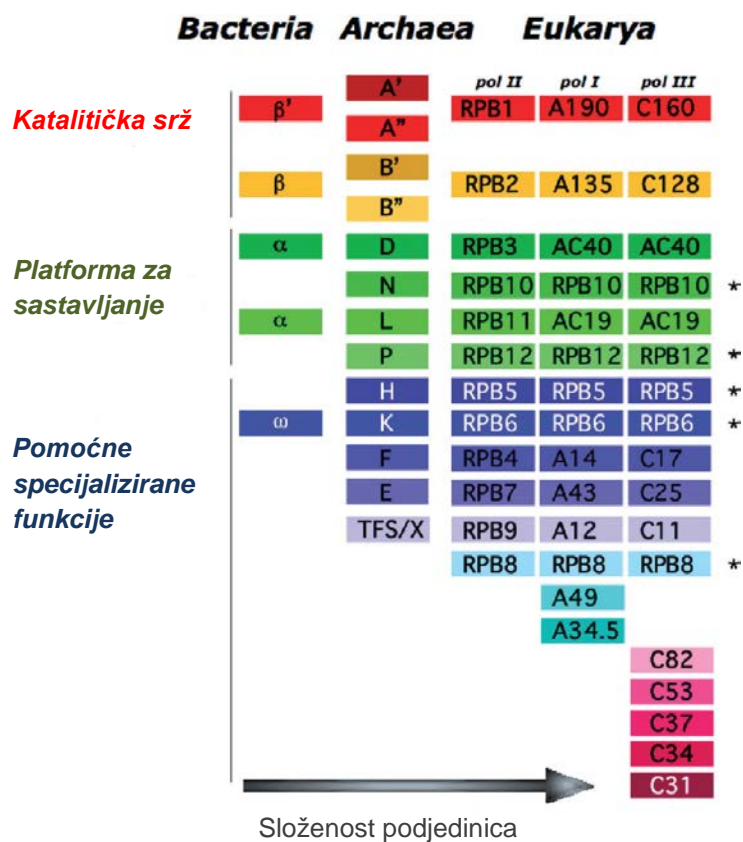 Bacteria Archaea Eukarya
pol II pol I pol III
A'
Katalitička srž β' RPB1 A190 C160
A"
B'
β RPB2 A135 C128
B"
α D RPB3 AC40 AC40
Platforma za
sastavljanje
N RPB10 RPB10 RPB10 *
α L RPB11 AC19 AC19
P RPB12 RPB12 RPB12 *
H RPB5 RPB5 RPB5 *
ω K RPB6 RPB6 RPB6 *
Pomoćne
specijalizirane
funkcije
F RPB4 A14 C17
E RPB7 A43 C25
TFS/X RPB9 A12 C11
RPB8 RPB8 RPB8 *
A49
A34.5
C82
C53
C37
C34
C31
Složenost podjedinica